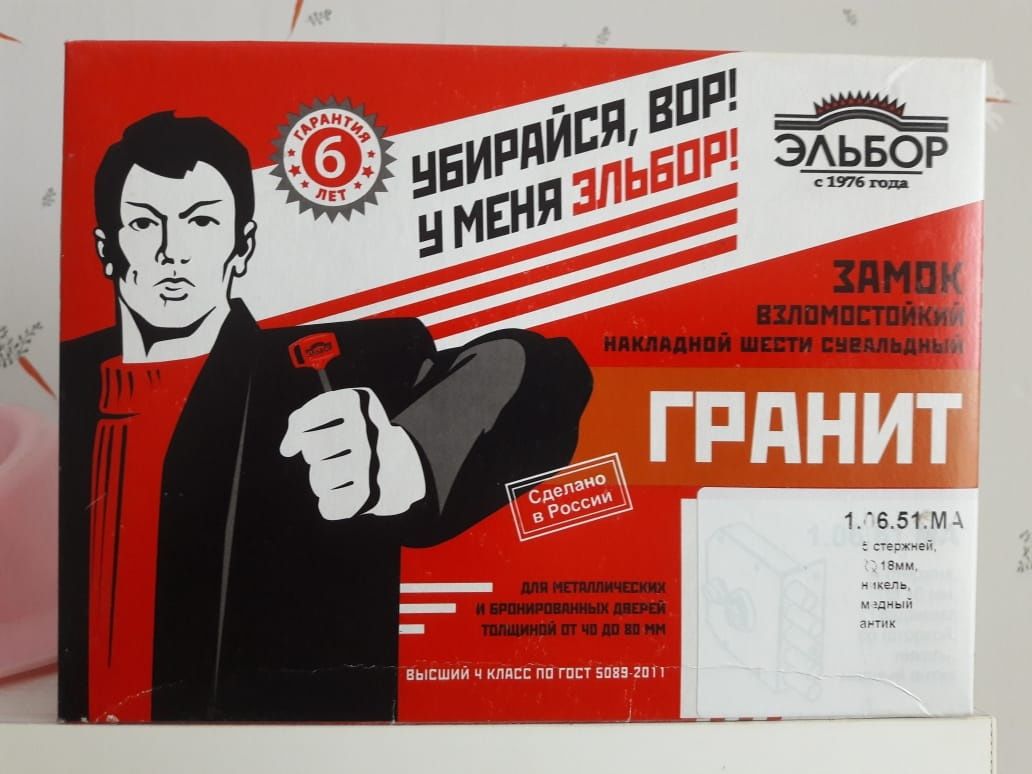 ГАРАНТИЯ
6
ЛЕТ
УБИРАЙСЯ, ВОР!
У МЕНЯ ЭЛЬБОР!
ЭЛЬБОР
с 1976 года
ЗАМОК
ВЗЛОМОСТОЙКИЙ
НАКЛАДНОЙ ШЕСТИ СУВАЛЬДНЫЙ
ГРАНИТ
Сделано
в России
1.06.51.МА
стержней,
18мм,
никель,
медный
антик
ДЛЯ МЕТАЛЛИЧЕСКИХ
И БРОНИРОВАННЫХ ДВЕРЕЙ
ТОЛЩИНОЙ ОТ 40 ДО 80 ММ
ВЫСШИЙ 4 КЛАСС ПО ГОСТ 5089-2011